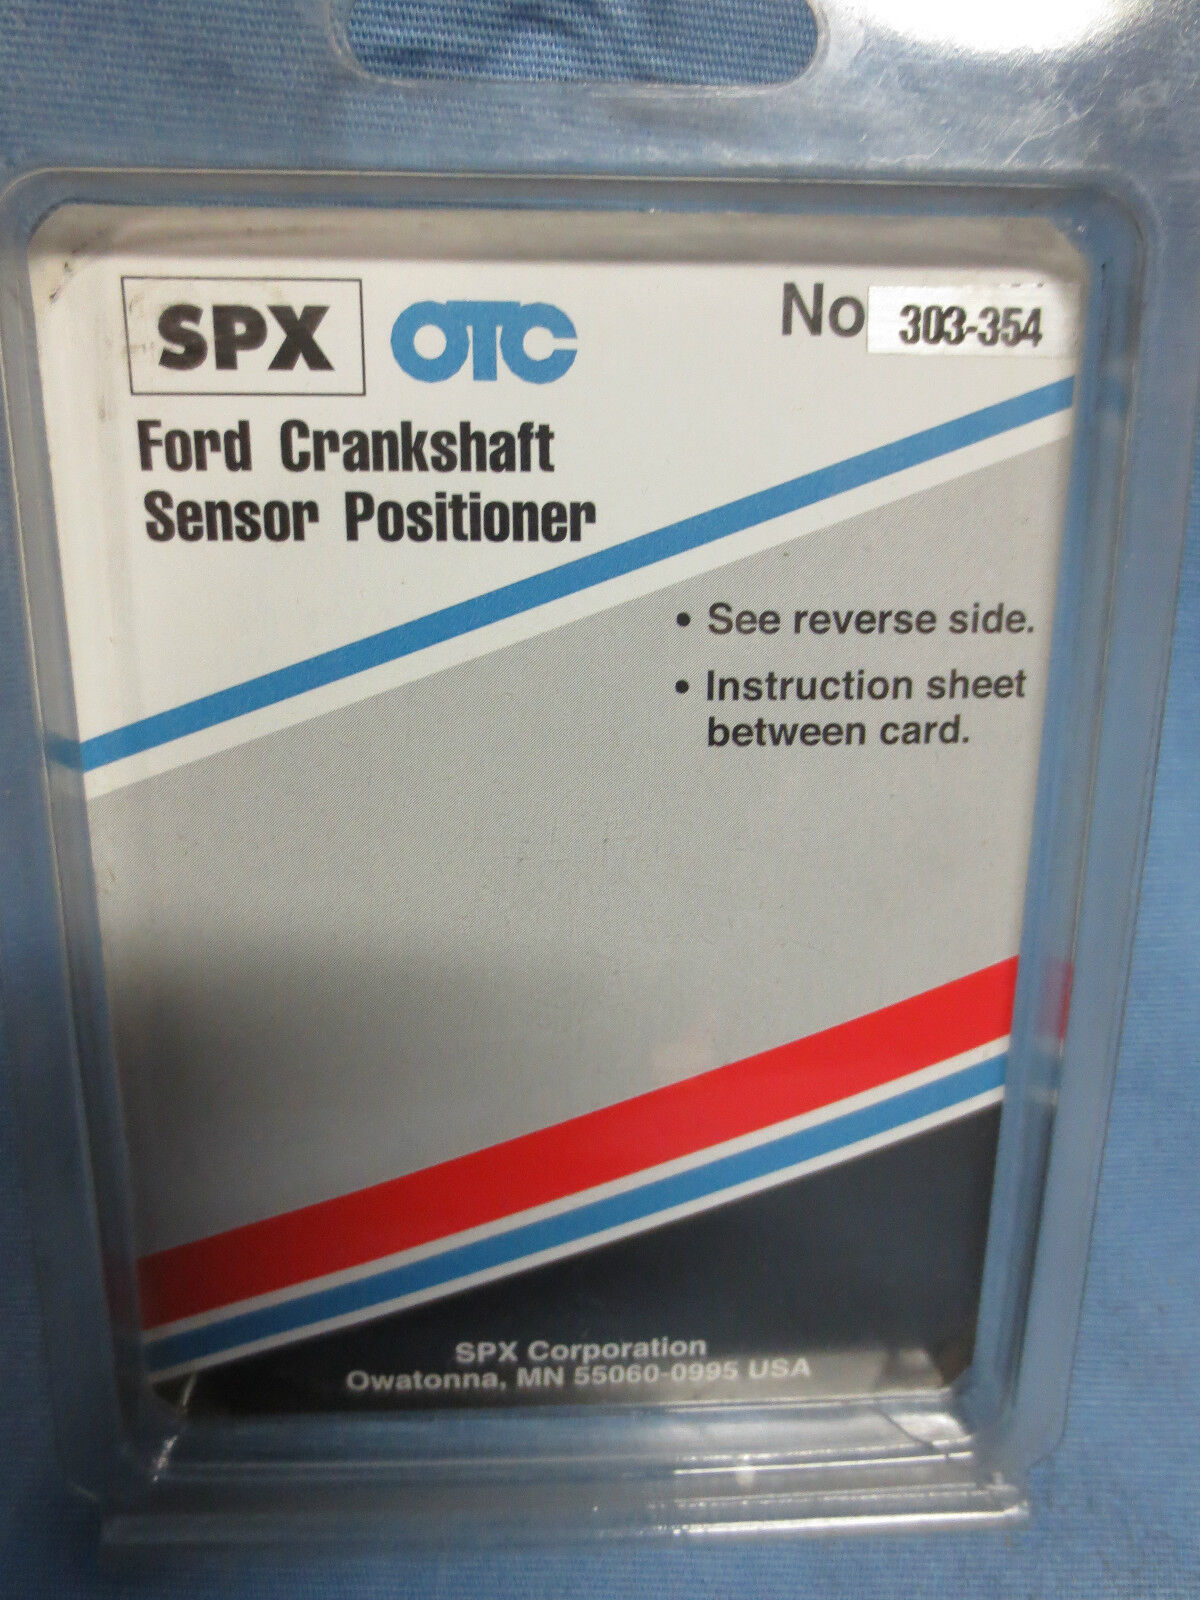 SPX OTC No 303-354
Ford Crankshaft
Sensor Positioner
• See reverse side.
• Instruction sheet
between card.
SPX Corporation
Owatonna, MN 55060-0995 USA